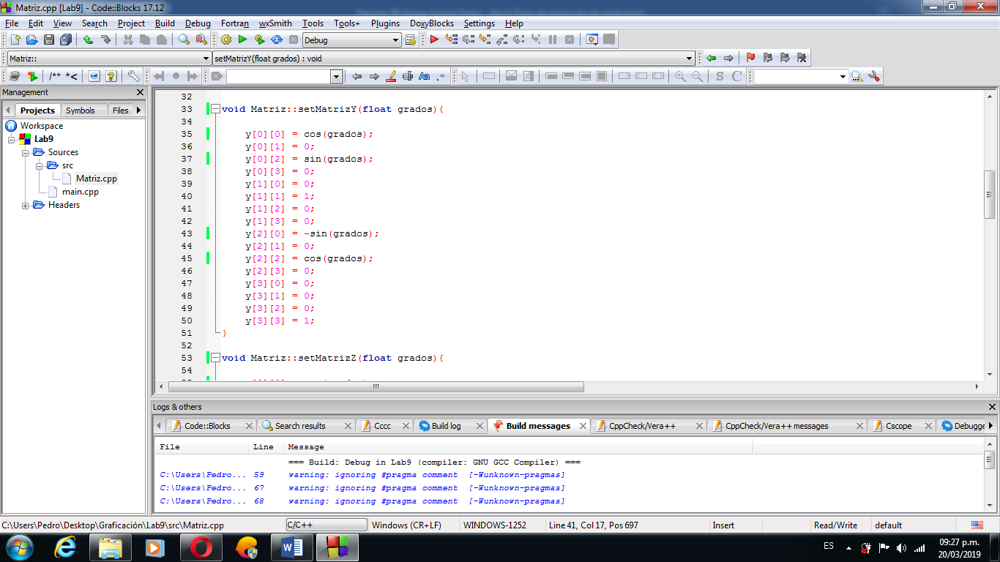 Matriz.cpp [Lab9] - Code::Blocks 17.12
File Edit View Search Project Build Debug Fortran wxSmith Tools Tools+ Plugins DoxyBlocks Settings Help
Debug
Matriz:: setMatrizY(float grados) : void
/** *< Aa .* S C
Management
Projects Symbols Files
Workspace
Lab9
Sources
src
Matriz.cpp
main.cpp
Headers
32
33 void Matriz::setMatrizY(float grados){
34
35 y[0][0] = cos(grados);
36 y[0][1] = 0;
37 y[0][2] = sin(grados);
38 y[0][3] = 0;
39 y[1][0] = 0;
40 y[1][1] = 1;
41 y[1][2] = 0;
42 y[1][3] = 0;
43 y[2][0] = -sin(grados);
44 y[2][1] = 0;
45 y[2][2] = cos(grados);
46 y[2][3] = 0;
47 y[3][0] = 0;
48 y[3][1] = 0;
49 y[3][2] = 0;
50 y[3][3] = 1;
51 }
52
53 void Matriz::setMatrizZ(float grados){
54
Logs & others
Code::Blocks Search results Cccc Build log Build messages CppCheck/Vera++ CppCheck/Vera++ messages Cscope Debugge
File Line Message
=== Build: Debug in Lab9 (compiler: GNU GCC Compiler) ===
C:\Users\Pedro... 59 warning: ignoring #pragma comment [-Wunknown-pragmas]
C:\Users\Pedro... 67 warning: ignoring #pragma comment [-Wunknown-pragmas]
C:\Users\Pedro... 68 warning: ignoring #pragma comment [-Wunknown-pragmas]
C:\Users\Pedro\Desktop\Graficación\Lab9\src\Matriz.cpp C/C++ Windows (CR+LF) WINDOWS-1252 Line 41, Col 17, Pos 697 Insert Read/Write default
ES 09:27 p.m.
20/03/2019